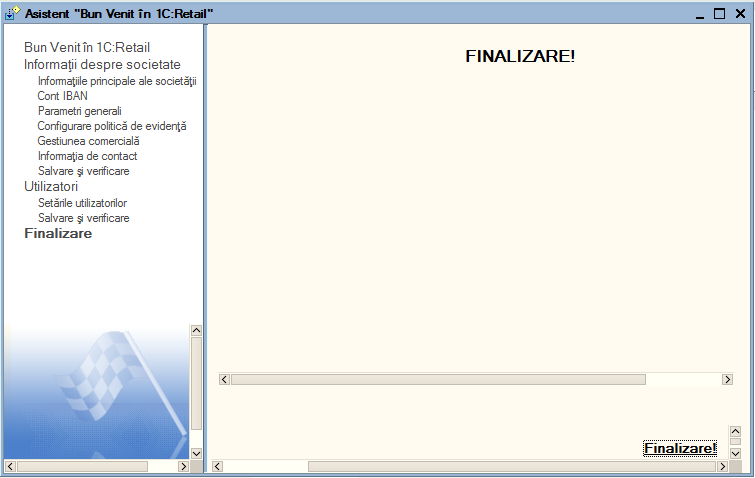 Asistent "Bun Venit în 1C:Retail"
Bun Venit în 1C:Retail
Informaţii despre societate
Informaţiile principale ale societăţii
Cont IBAN
Parametri generali
Configurare politică de evidenţă
Gestiunea comercială
Informaţia de contact
Salvare şi verificare
Utilizatori
Setările utilizatorilor
Salvare şi verificare
Finalizare
FINALIZARE!
Finalizare!